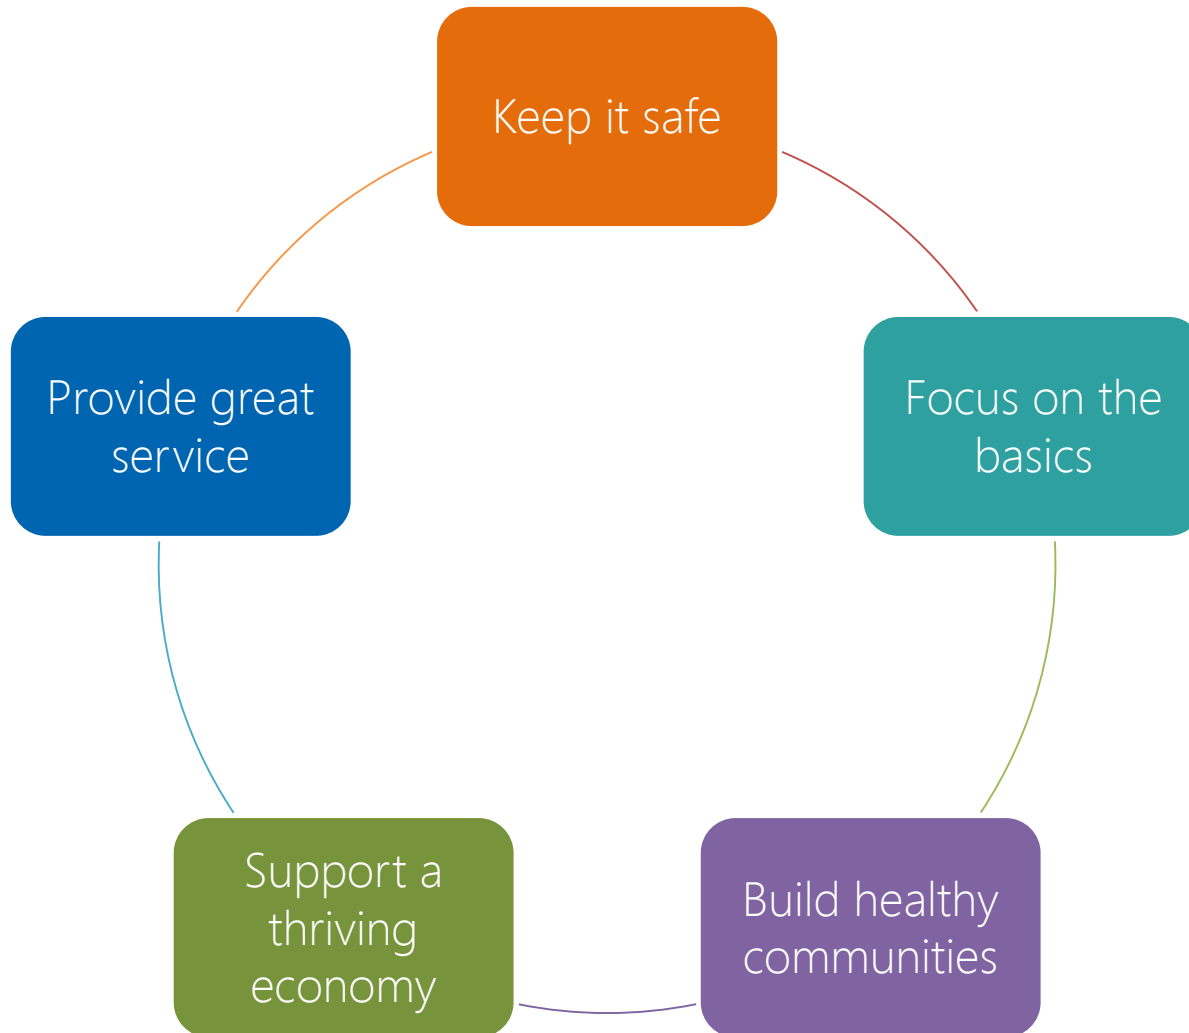 Keep it safe
Provide great
service
Focus on the
basics
Support a
thriving
economy
Build healthy
communities